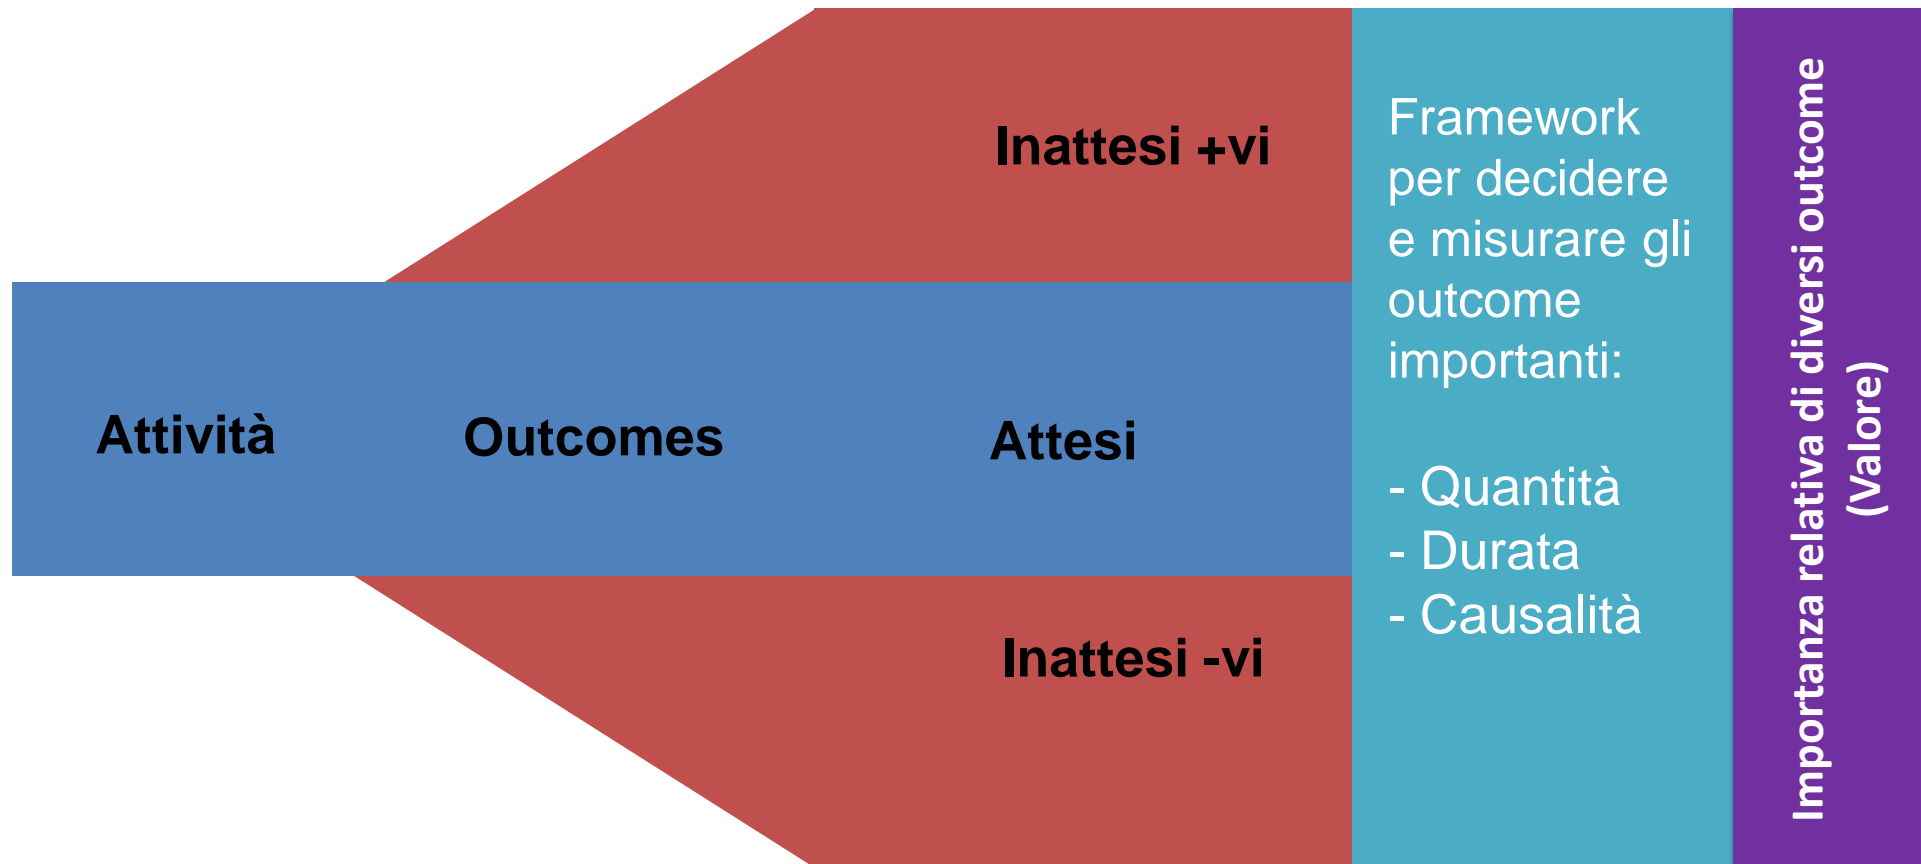 Inattesi +vi
Attività
Outcomes
Attesi
Inattesi -vi
Framework
per decidere
e misurare gli
outcome
importanti:
- Quantità
- Durata
- Causalità
Importanza relativa di diversi outcome
(Valore)